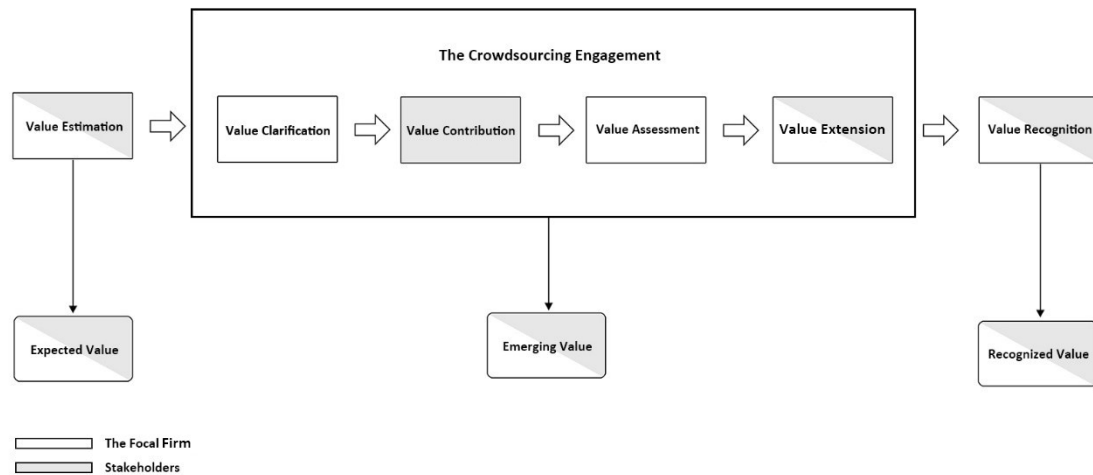 The Crowdsourcing Engagement
Value Estimation
Value Clarification
Value Contribution
Value Assessment
Value Extension
Value Recognition
Expected Value
Emerging Value
Recognized Value
The Focal Firm
Stakeholders